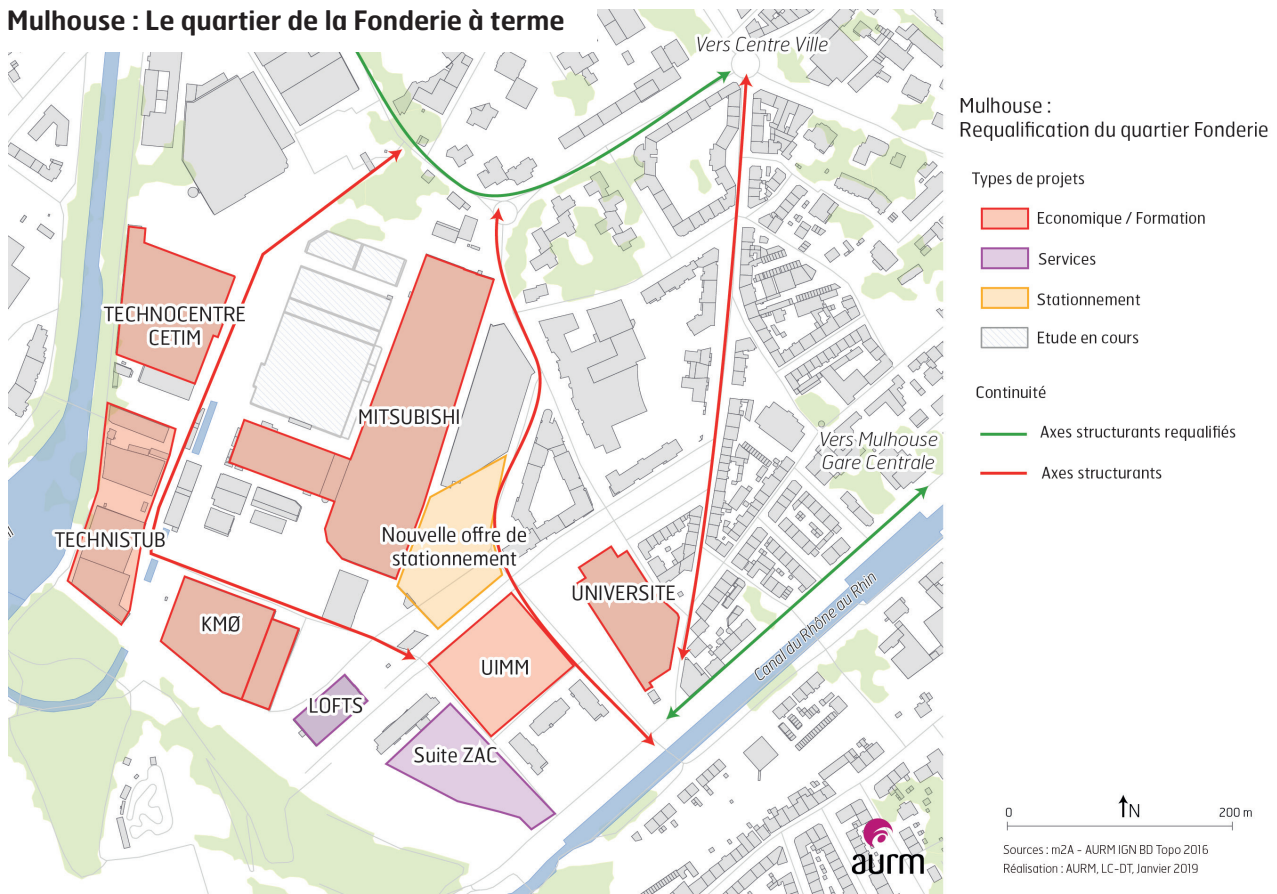 Mulhouse : Le quartier de la Fonderie à terme
Vers Centre Ville
TECHNOCENTRE
CETIM
MITSUBISHI
Vers Mulhouse
Gare Centrale
TECHNISTUB
Nouvelle offre de
stationnement
UNIVERSITE
KMØ
UIMM
Canal du Rhône au Rhin
LOFTS
Suite ZAC
aurm
Mulhouse :
Requalification du quartier Fonderie
Types de projets
Economique / Formation
Services
Stationnement
Etude en cours
Continuité
Axes structurants requalifiés
Axes structurants
0
N
200 m
Sources : m2A - AURM IGN BD Topo 2016
Réalisation : AURM, LC-DT, Janvier 2019